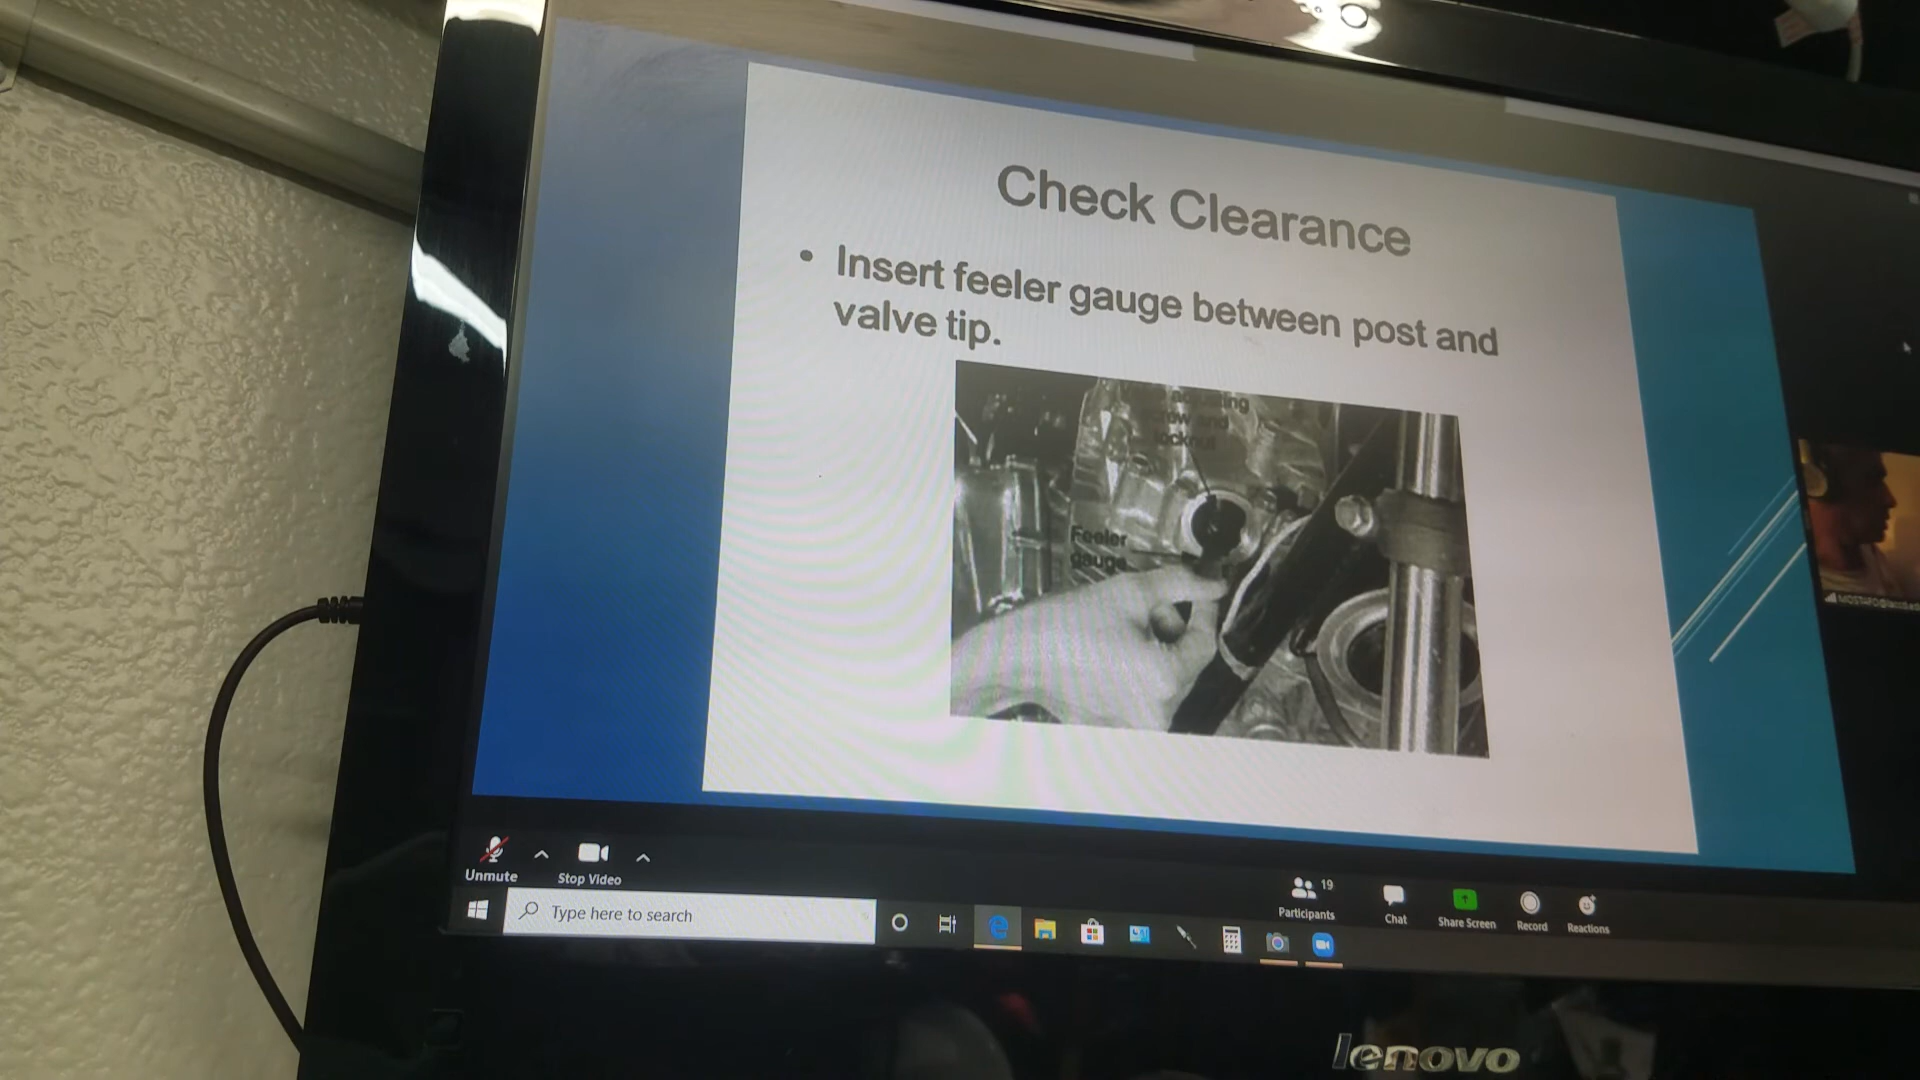 Check Clearance
• Insert feeler gauge between post and
valve tip.
locknut
Feeler
gauge
Unmute
Stop Video
19
Participants
Chat
Share Screen
Record
Reactions
Type here to search
lenovo